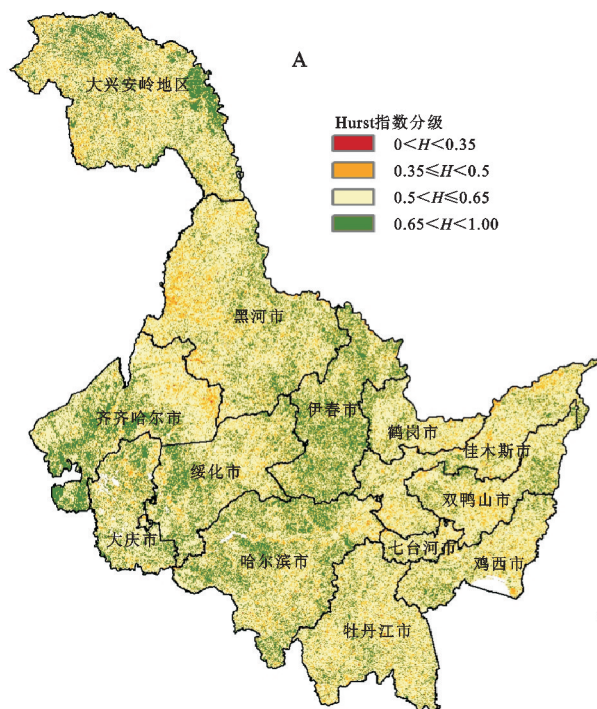 A
大兴安岭地区
Hurst指数分级
0<H<0.35
0.35≤H<0.5
0.5<H≤0.65
0.65<H<1.00
黑河市
齐齐哈尔市
伊春市
鹤岗市
佳木斯市
绥化市
双鸭山市
大庆市
哈尔滨市
七台河市
鸡西市
牡丹江市